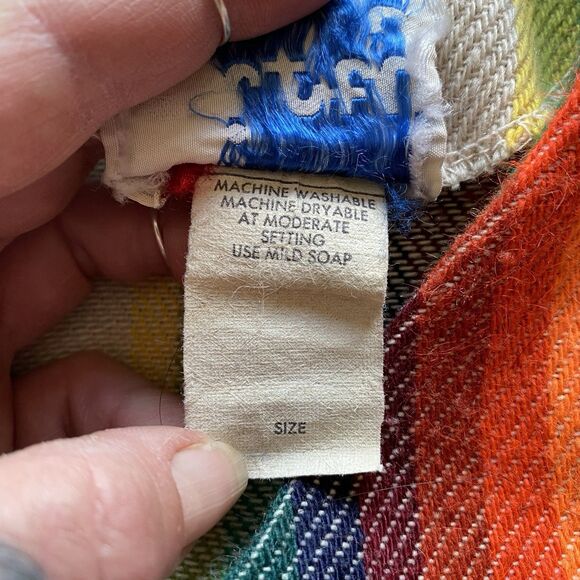 MACHINE WASHABLE
MACHINE DRYABLE
AT MODERATE
SETTING
USE MILD SOAP
SIZE